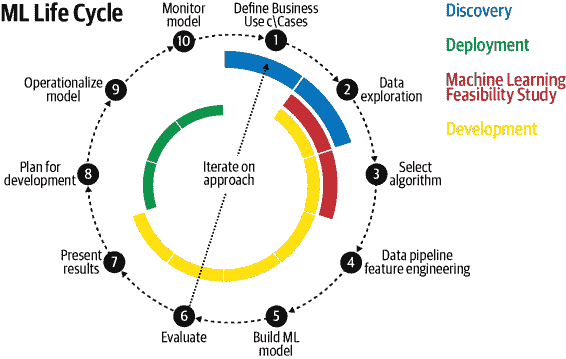 ML Life Cycle
Monitor
model
10
Define Business
Use c\Cases
1
2
Data
exploration
3
Select
algorithm
4
Data pipeline
feature engineering
5
Build ML
model
6
Evaluate
7
Present
results
8
Plan for
development
9
Operationalize
model
Iterate on
approach
Discovery
Deployment
Machine Learning
Feasibility Study
Development